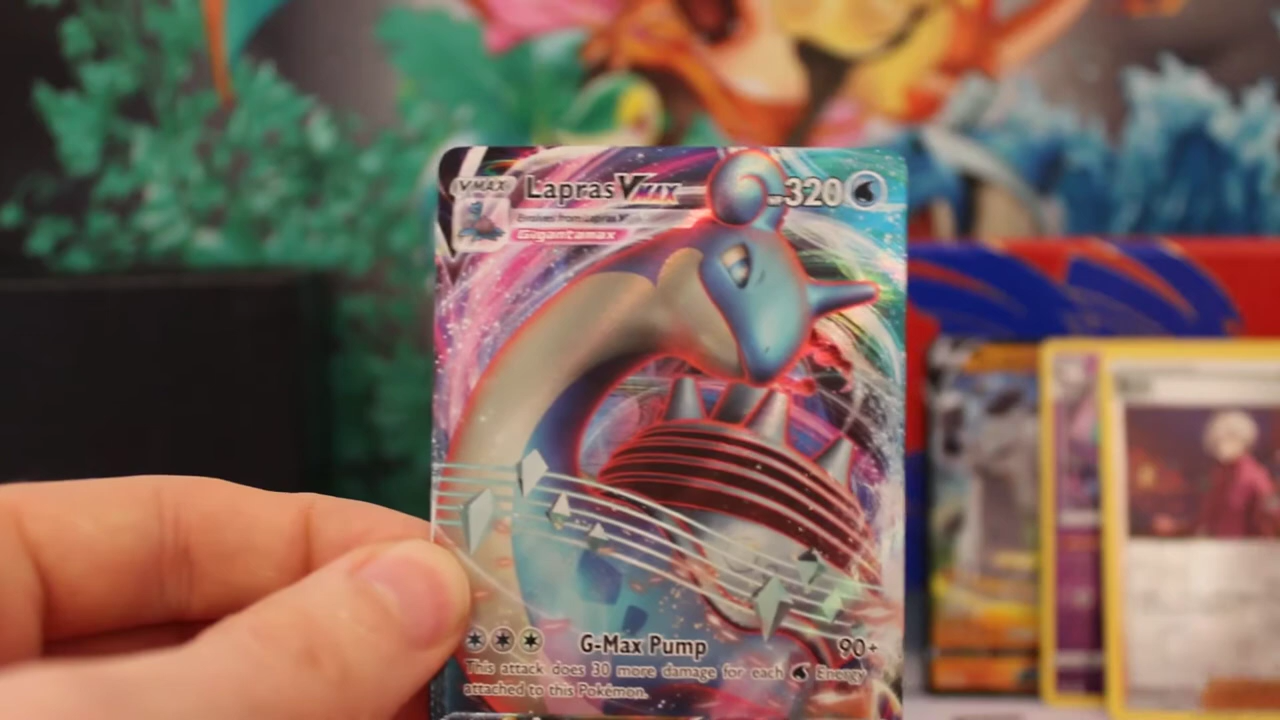 VMAX
Lapras VMAX
320
Evolves from Lapras V
Gigantamax
G-Max Pump 90+
This attack does 30 more damage for each Energy
attached to this Pokémon.